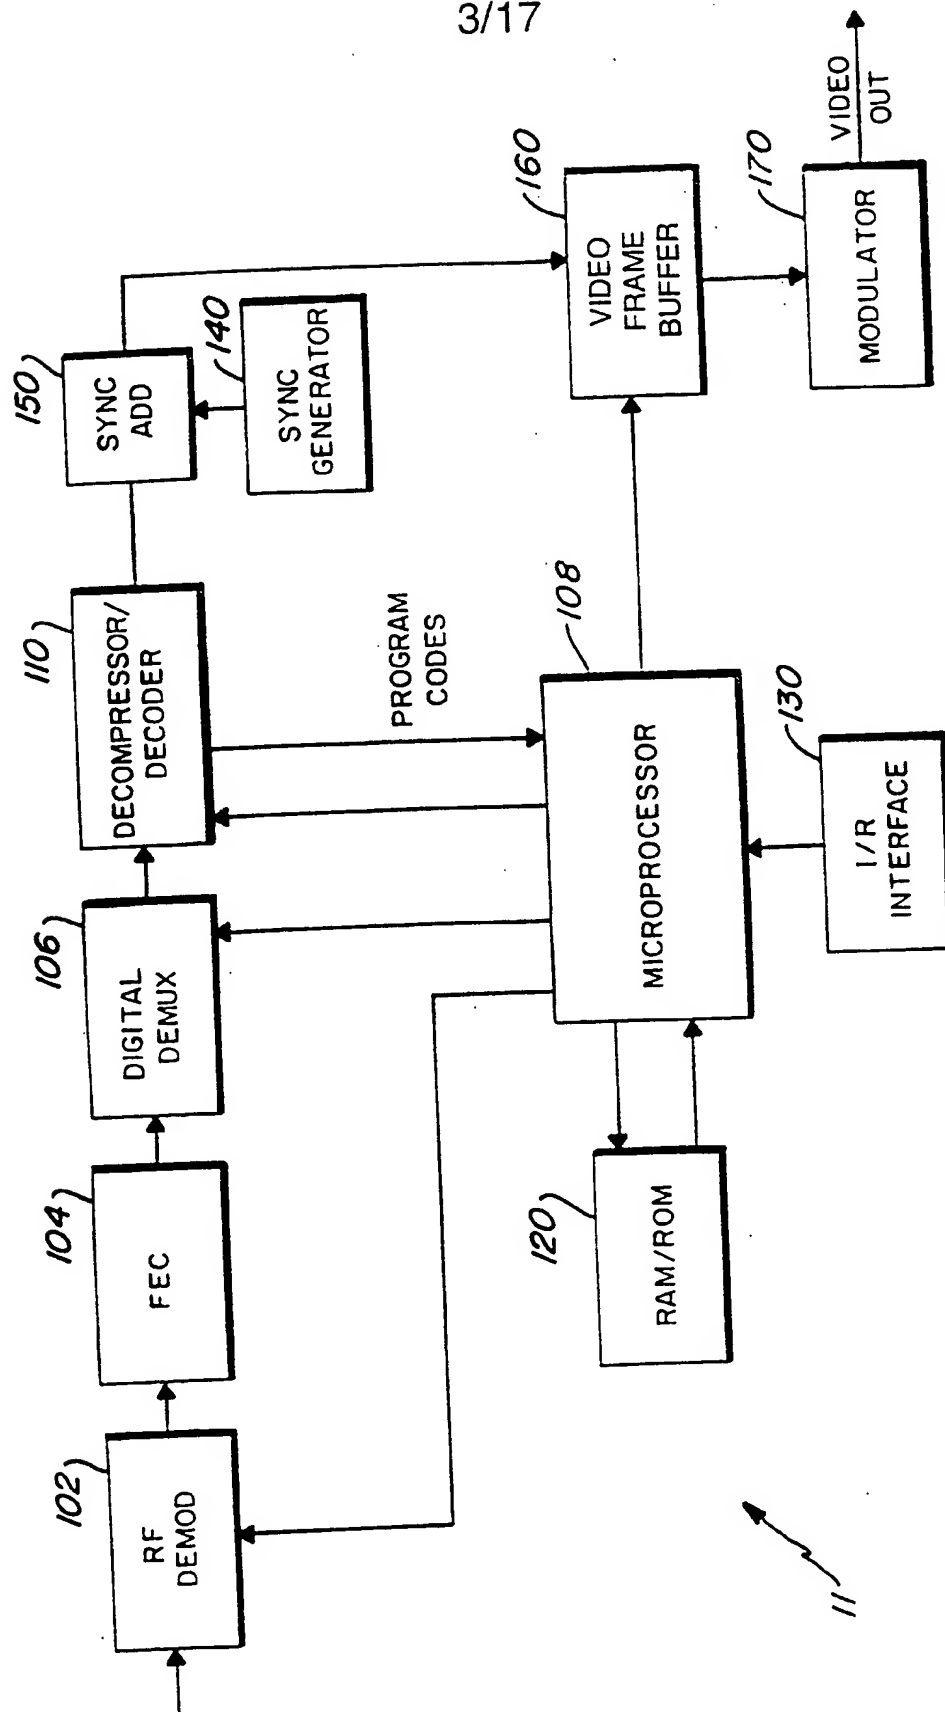 3/17
102
RF
DEMOD
104
FEC
106
DIGITAL
DEMUX
110
DECOMPRESSOR/
DECODER
150
SYNC
ADD
140
SYNC
GENERATOR
PROGRAM
CODES
120
RAM/ROM
108
MICROPROCESSOR
130
I/R
INTERFACE
160
VIDEO
FRAME
BUFFER
170
MODULATOR
VIDEO
OUT
11